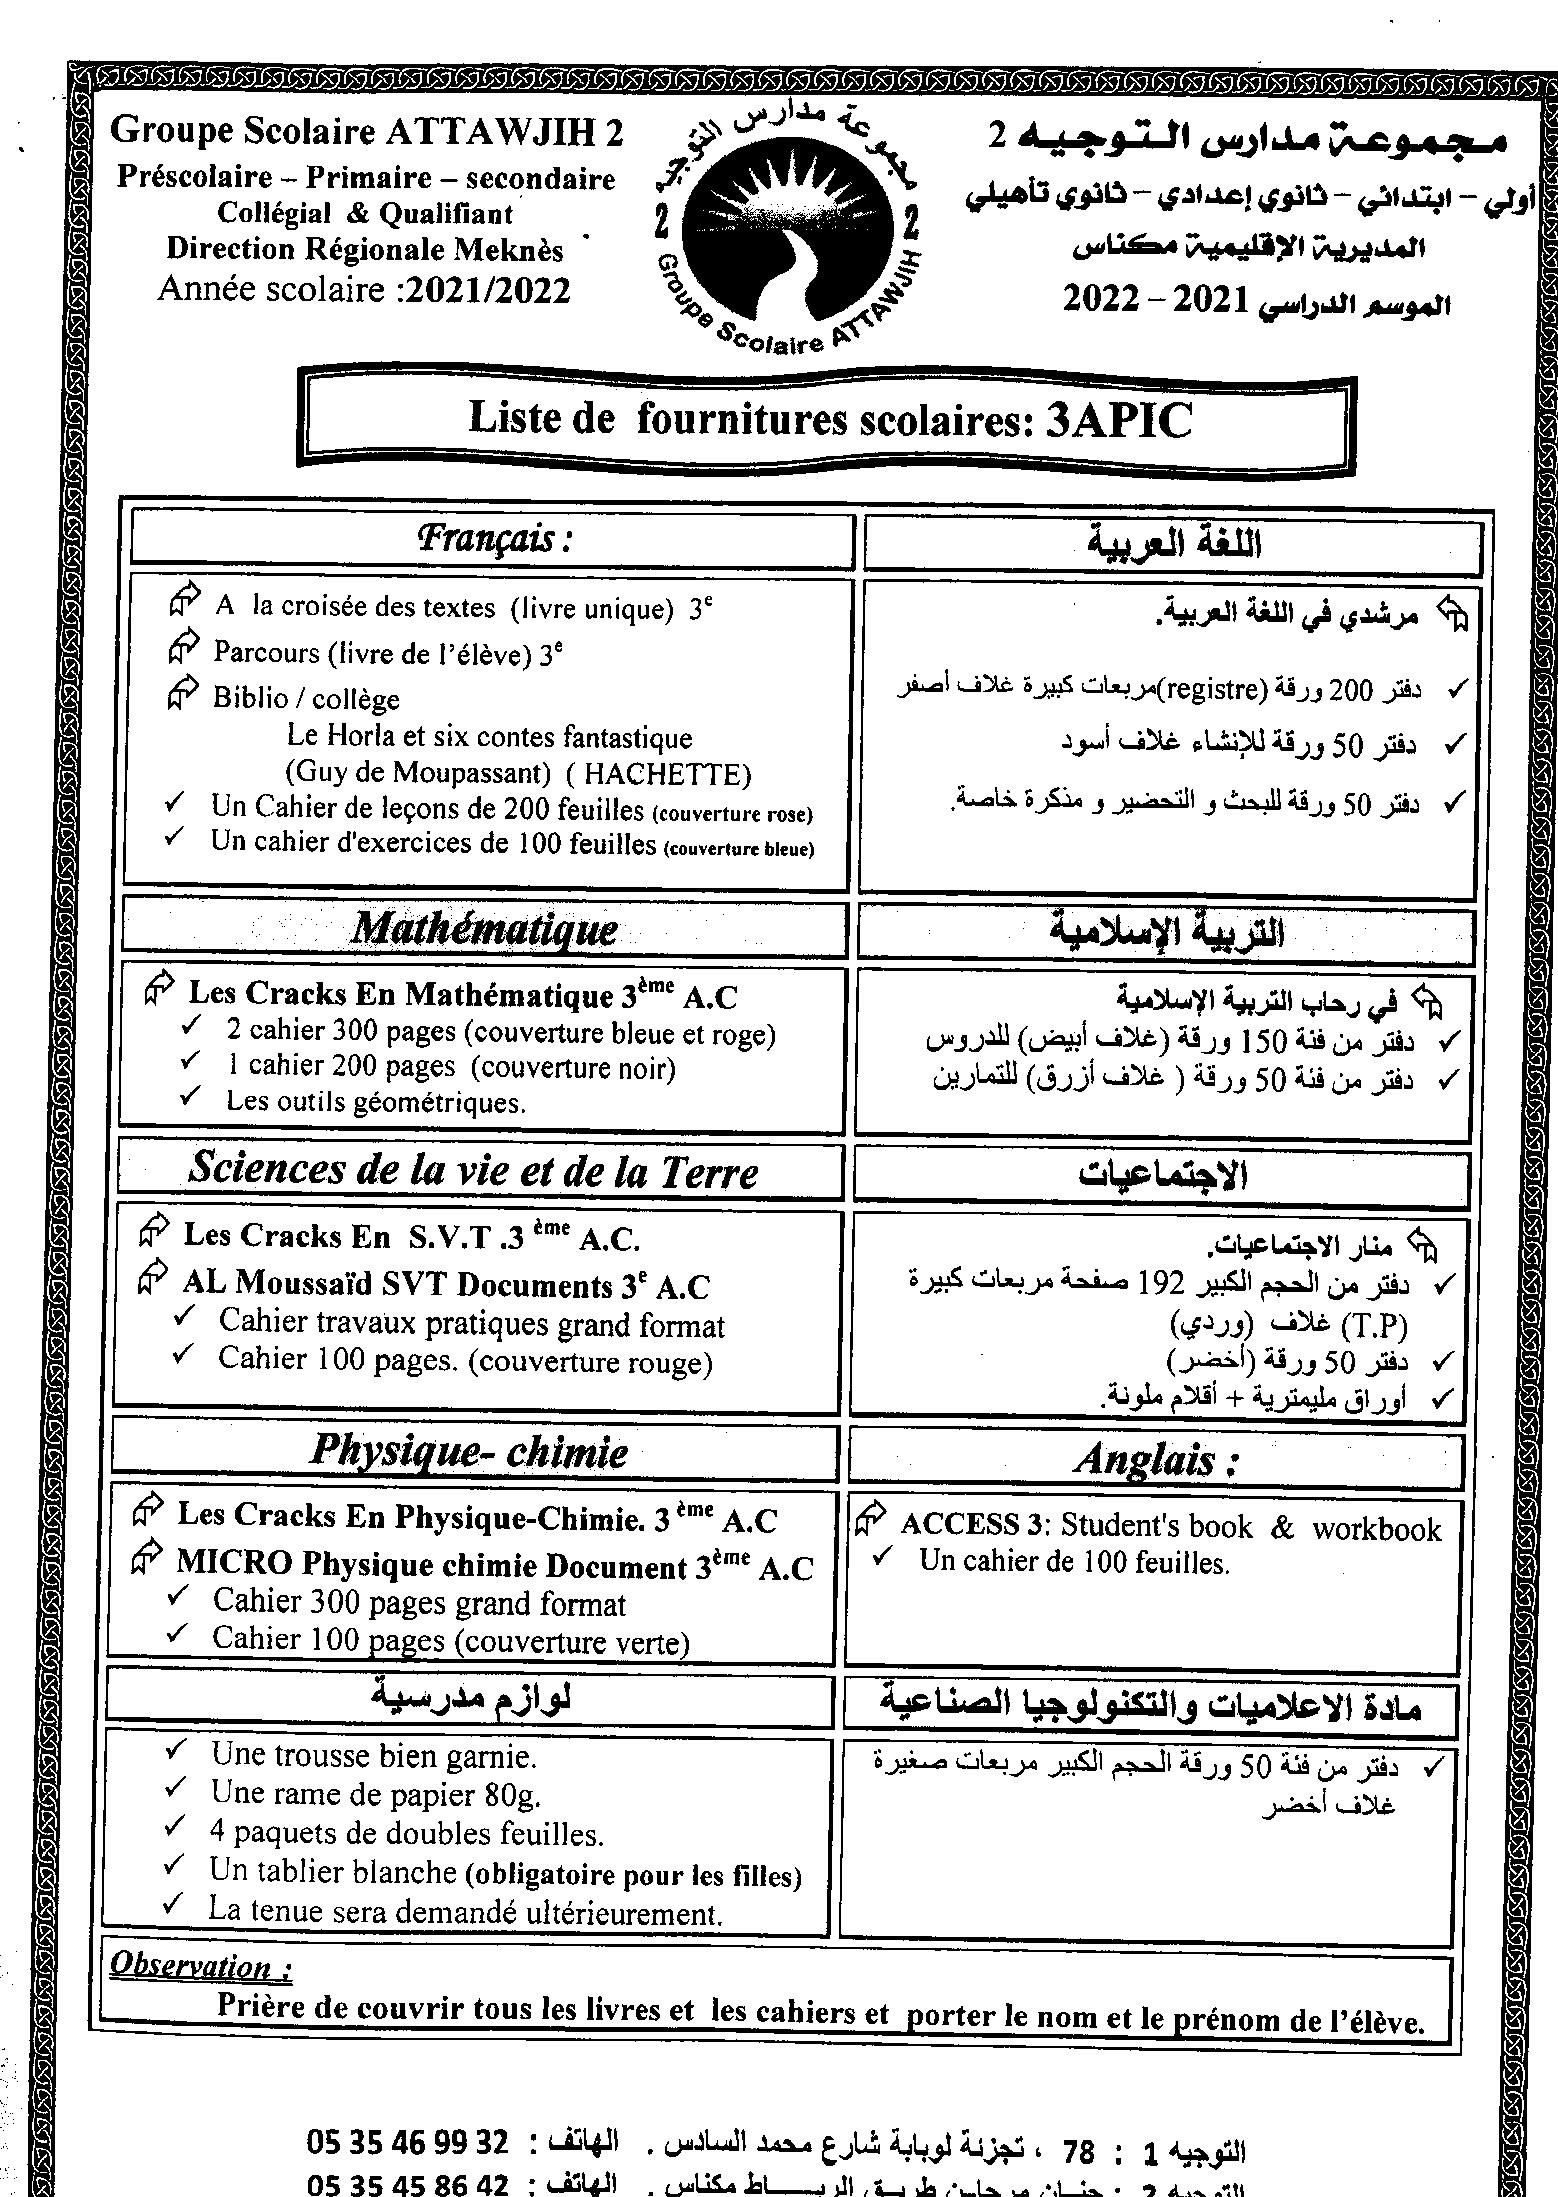 Groupe Scolaire ATTAWJIH 2
Préscolaire – Primaire – secondaire
Collégial & Qualifiant
Direction Régionale Meknès
Année scolaire :2021/2022
مجموعة مدارس التوجيه
2 2
Groupe Scolaire ATTAWJIH
مجموعة مدارس التوجيه 2
أولي – ابتدائي – ثانوي إعدادي – ثانوي تأهيلي
المديرية الإقليمية مكناس
الموسم الدراسي 2021 – 2022
Liste de fournitures scolaires: 3APIC
Français :
A la croisée des textes (livre unique) 3e
Parcours (livre de l'élève) 3e
Biblio / collège
Le Horla et six contes fantastique
(Guy de Moupassant) ( HACHETTE)
✓ Un Cahier de leçons de 200 feuilles (couverture rose)
✓ Un cahier d'exercices de 100 feuilles (couverture bleue)
اللغة العربية
مرشدي في اللغة العربية.
✓ دفتر 200 ورقة (registre)مربعات كبيرة غلاف أصفر
✓ دفتر 50 ورقة للإنشاء غلاف أسود
✓ دفتر 50 ورقة للبحث و التحضير و مذكرة خاصة.
Mathématique
Les Cracks En Mathématique 3ème A.C
✓ 2 cahier 300 pages (couverture bleue et roge)
✓ 1 cahier 200 pages (couverture noir)
✓ Les outils géométriques.
التربية الإسلامية
في رحاب التربية الإسلامية
✓ دفتر من فئة 150 ورقة (غلاف أبيض) للدروس
✓ دفتر من فئة 50 ورقة ( غلاف أزرق) للتمارين
Sciences de la vie et de la Terre
Les Cracks En S.V.T .3 ème A.C.
AL Moussaïd SVT Documents 3e A.C
✓ Cahier travaux pratiques grand format
✓ Cahier 100 pages. (couverture rouge)
الاجتماعيات
منار الاجتماعيات.
✓ دفتر من الحجم الكبير 192 صفحة مربعات كبيرة
(T.P) غلاف (وردي)
✓ دفتر 50 ورقة (أخضر)
✓ أوراق مليمترية + أقلام ملونة.
Physique- chimie
Les Cracks En Physique-Chimie. 3 ème A.C
MICRO Physique chimie Document 3ème A.C
✓ Cahier 300 pages grand format
✓ Cahier 100 pages (couverture verte)
Anglais :
ACCESS 3: Student's book & workbook
✓ Un cahier de 100 feuilles.
لوازم مدرسية
✓ Une trousse bien garnie.
✓ Une rame de papier 80g.
✓ 4 paquets de doubles feuilles.
✓ Un tablier blanche (obligatoire pour les filles)
✓ La tenue sera demandé ultérieurement.
مادة الاعلاميات والتكنولوجيا الصناعية
✓ دفتر من فئة 50 ورقة الحجم الكبير مربعات صغيرة
غلاف أخضر
Observation :
Prière de couvrir tous les livres et les cahiers et porter le nom et le prénom de l'élève.
التوجيه 1 : 78 ، تجزئة لوبابة شارع محمد السادس . الهاتف : 05 35 46 99 32
التوجيه 2 : جنان مرجان طريق الرباط مكناس . الهاتف : 05 35 45 86 42